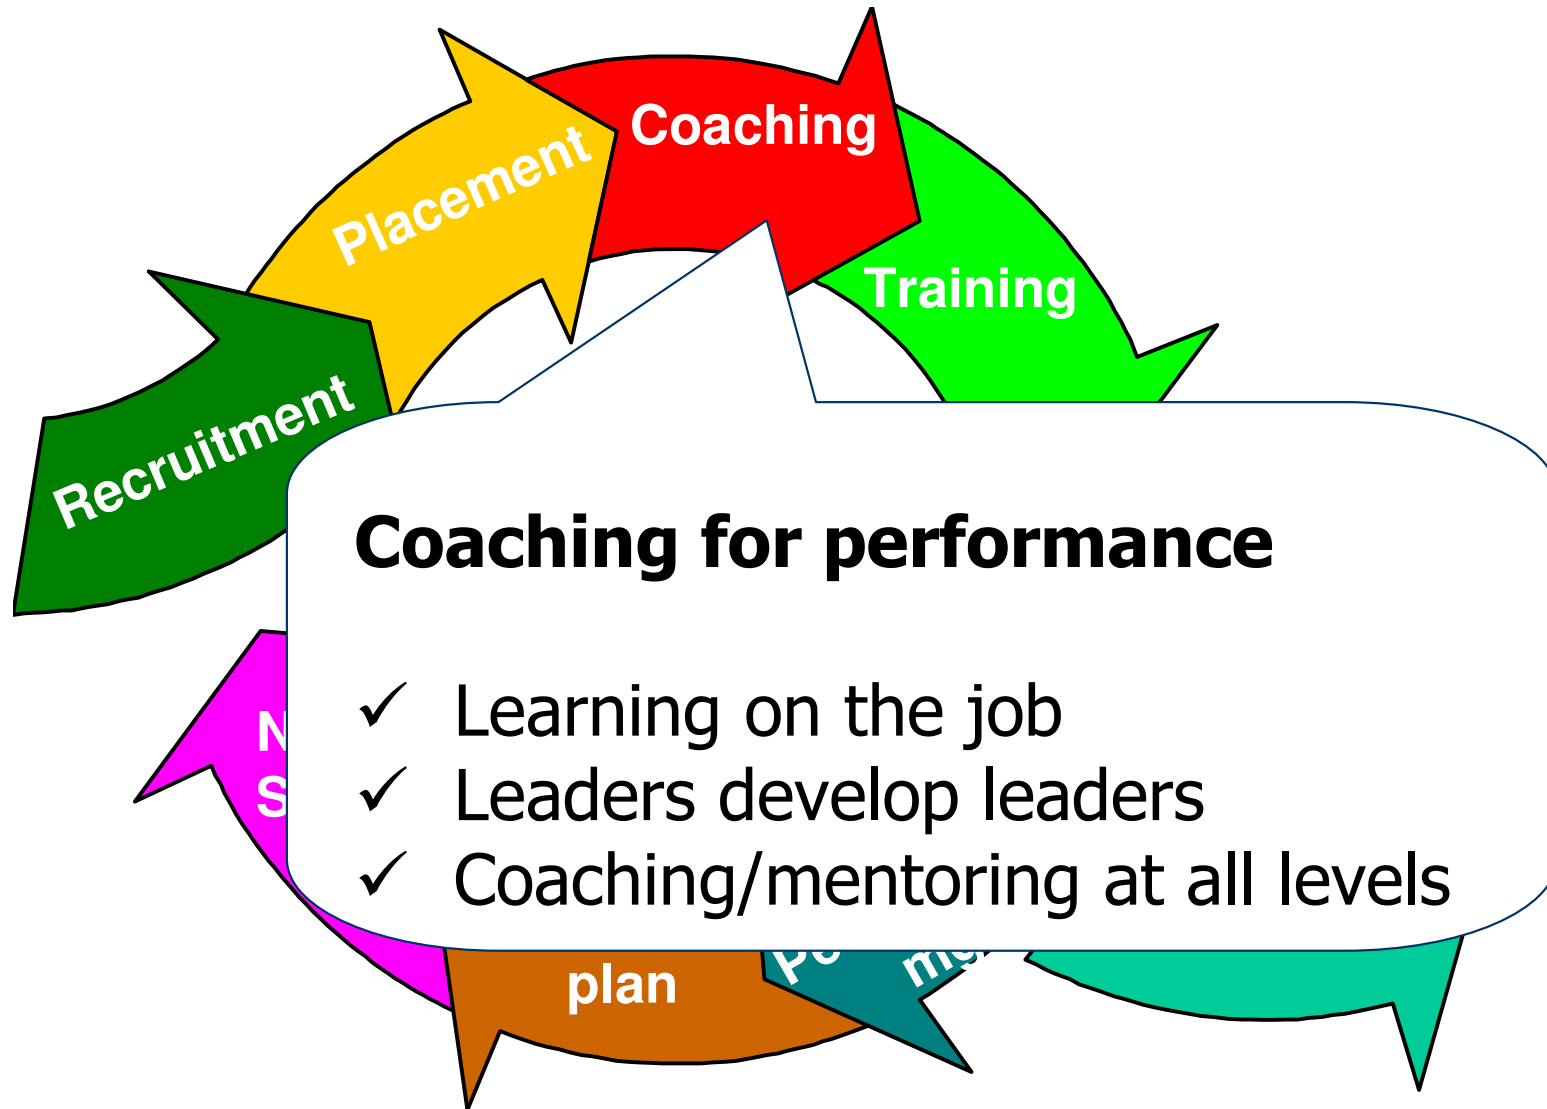 Coaching
Placement
Training
Recruitment
Coaching for performance
✓ Learning on the job
✓ Leaders develop leaders
✓ Coaching/mentoring at all levels
plan